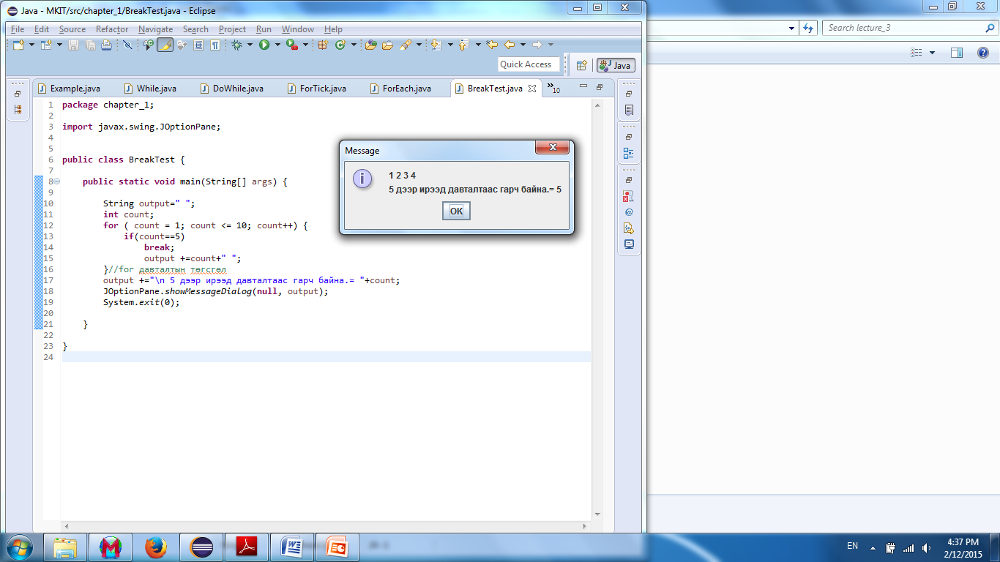 Java - MKIT/src/chapter_1/BreakTest.java - Eclipse
File Edit Source Refactor Navigate Search Project Run Window Help
Search lecture_3
Quick Access
Java
Example.java While.java DoWhile.java ForTick.java ForEach.java BreakTest.java »10
1 package chapter_1;
2
3 import javax.swing.JOptionPane;
4
5
6 public class BreakTest {
7
8 public static void main(String[] args) {
9
10 String output=" ";
11 int count;
12 for ( count = 1; count <= 10; count++) {
13 if(count==5)
14 break;
15 output +=count+" ";
16 }//for давталтын төгсгөл
17 output +="\n 5 дээр ирээд давталтаас гарч байна.= "+count;
18 JOptionPane.showMessageDialog(null, output);
19 System.exit(0);
20
21 }
22
23 }
24
Message
1 2 3 4
5 дээр ирээд давталтаас гарч байна.= 5
OK
EN
4:37 PM
2/12/2015